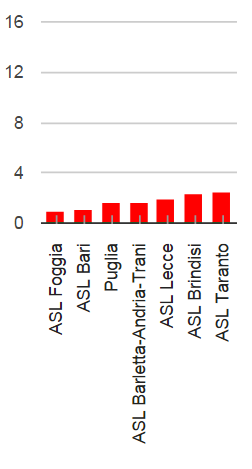 16
12
8
4
0
ASL Foggia
ASL Bari
Puglia
ASL Barletta-Andria-Trani
ASL Lecce
ASL Brindisi
ASL Taranto